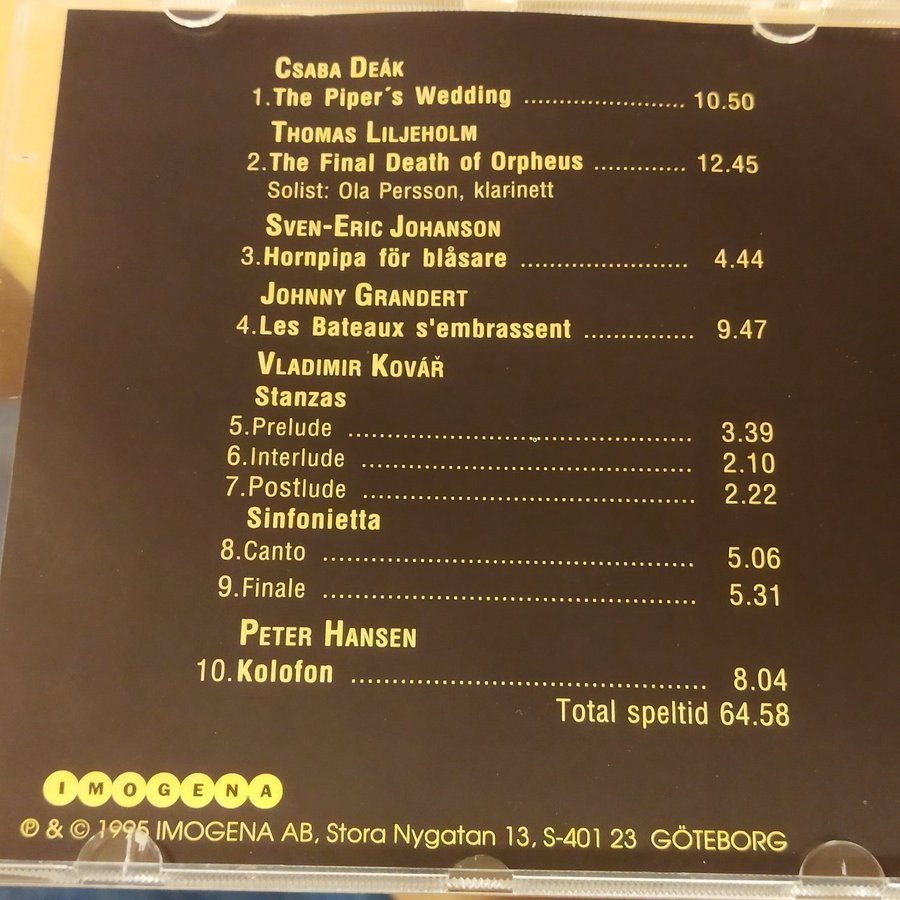 CSABA DEÁK
1.The Piper´s Wedding ........................ 10.50
THOMAS LILJEHOLM
2.The Final Death of Orpheus ............. 12.45
Solist: Ola Persson, klarinett
SVEN-ERIC JOHANSON
3.Hornpipa för blåsare ........................ 4.44
JOHNNY GRANDERT
4.Les Bateaux s'embrassent ............... 9.47
VLADIMIR KOVÁŘ
Stanzas
5.Prelude ................................................ 3.39
6.Interlude .............................................. 2.10
7.Postlude .............................................. 2.22
Sinfonietta
8.Canto .................................................... 5.06
9.Finale .................................................... 5.31
PETER HANSEN
10.Kolofon ................................................ 8.04
Total speltid 64.58
IMOGENA
℗ & © 1995 IMOGENA AB, Stora Nygatan 13, S-401 23 GÖTEBORG